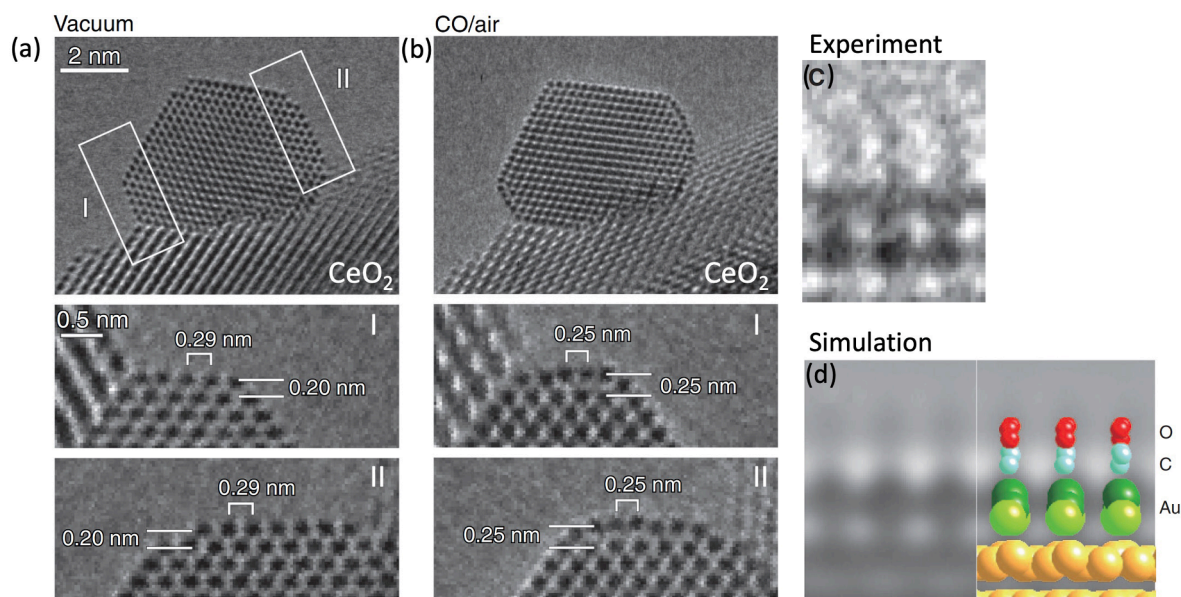 Vacuum
(a)
2 nm
II
I
CeO2
CO/air
(b)
CeO2
Experiment
(C)
I
0.5 nm
0.29 nm
0.20 nm
I
0.25 nm
0.25 nm
II
0.29 nm
0.20 nm
II
0.25 nm
0.25 nm
Simulation
(d)
O
C
Au